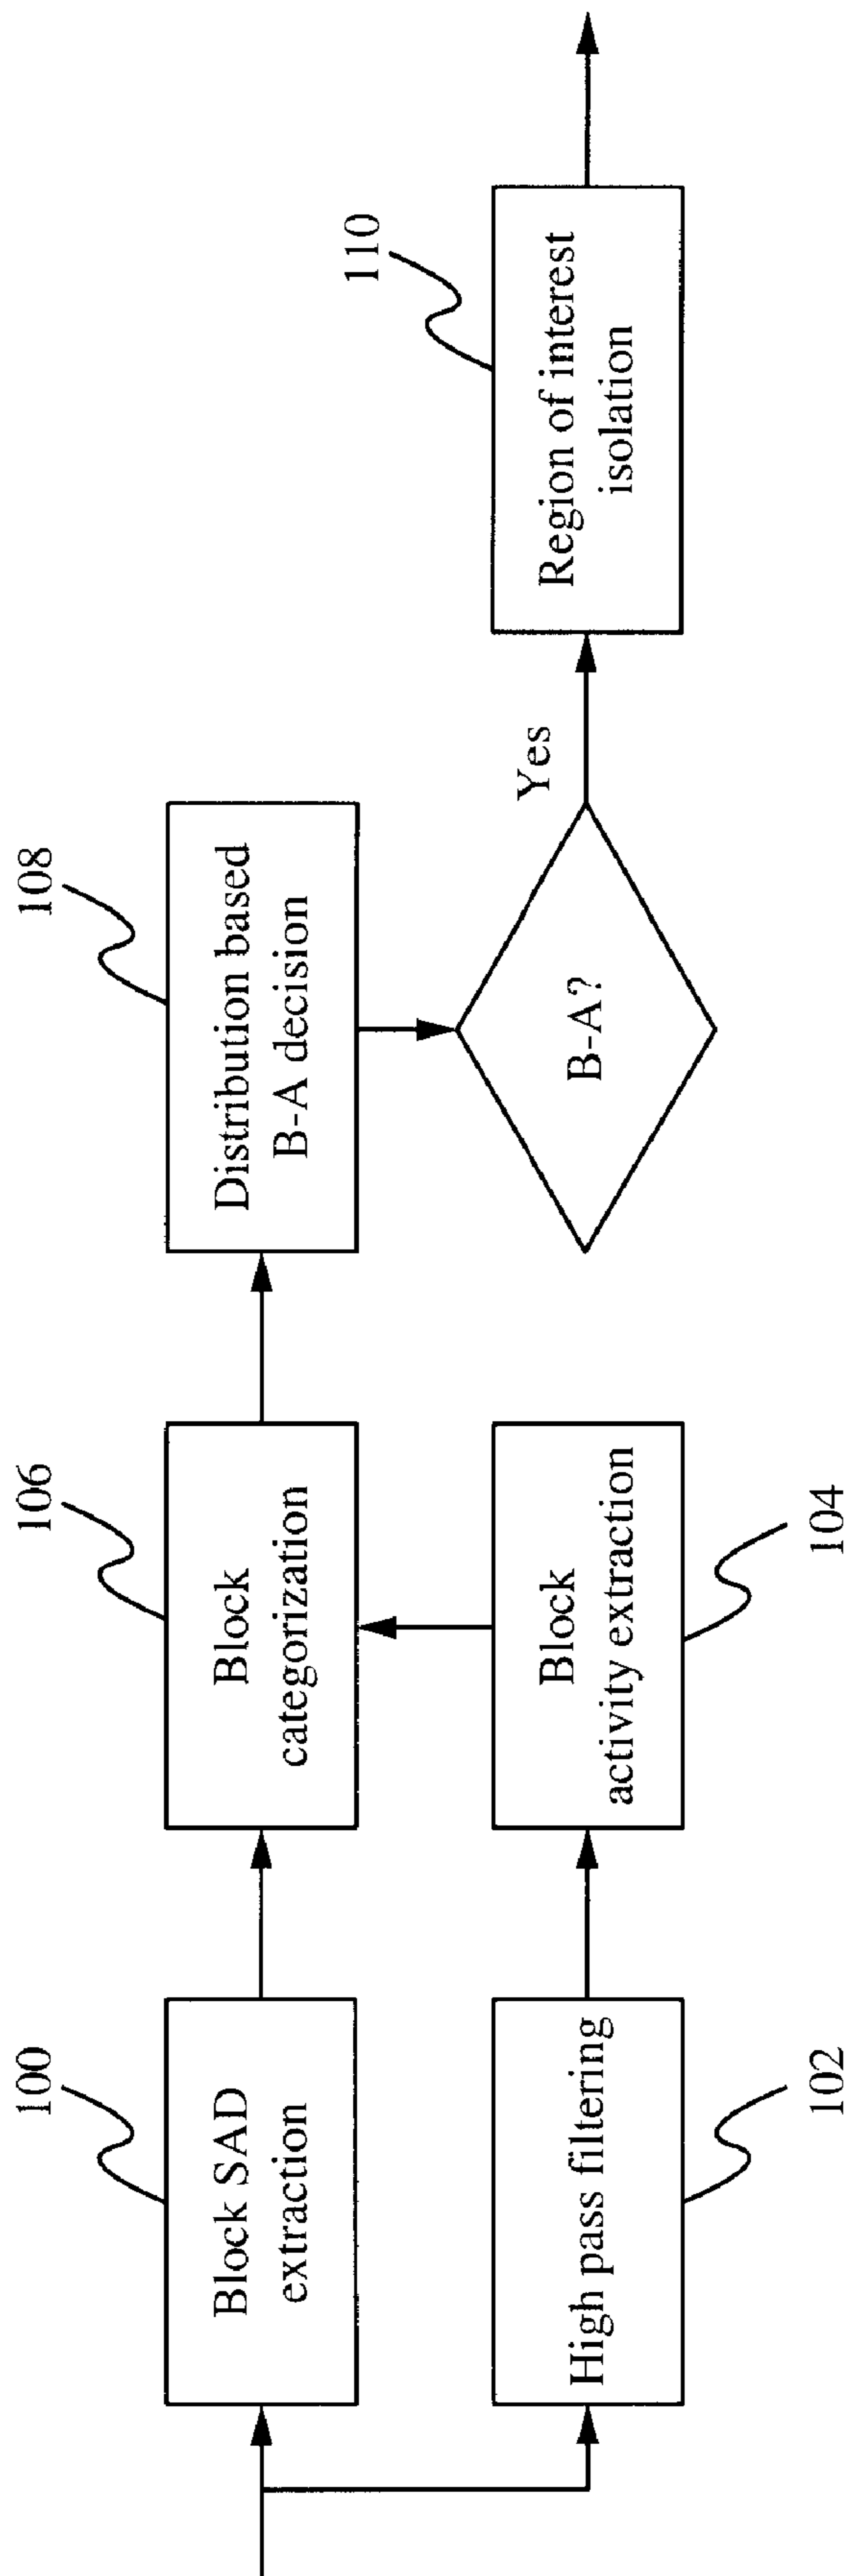 100
Block SAD
extraction
106
Block
categorization
108
Distribution based
B-A decision
110
Region of interest
isolation
Yes
B-A?
High pass filtering
102
Block
activity extraction
104